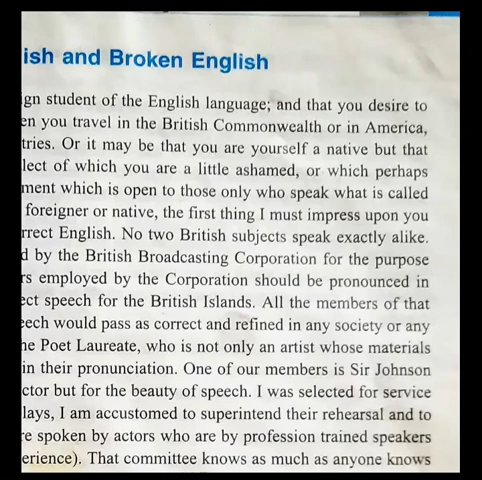 ish and Broken English
gn student of the English language; and that you desire to
en you travel in the British Commonwealth or in America,
tries. Or it may be that you are yourself a native but that
lect of which you are a little ashamed, or which perhaps
ment which is open to those only who speak what is called
foreigner or native, the first thing I must impress upon you
rrect English. No two British subjects speak exactly alike.
d by the British Broadcasting Corporation for the purpose
rs employed by the Corporation should be pronounced in
ect speech for the British Islands. All the members of that
eech would pass as correct and refined in any society or any
he Poet Laureate, who is not only an artist whose materials
in their pronunciation. One of our members is Sir Johnson
ctor but for the beauty of speech. I was selected for service
lays, I am accustomed to superintend their rehearsal and to
re spoken by actors who are by profession trained speakers
erience). That committee knows as much as anyone knows